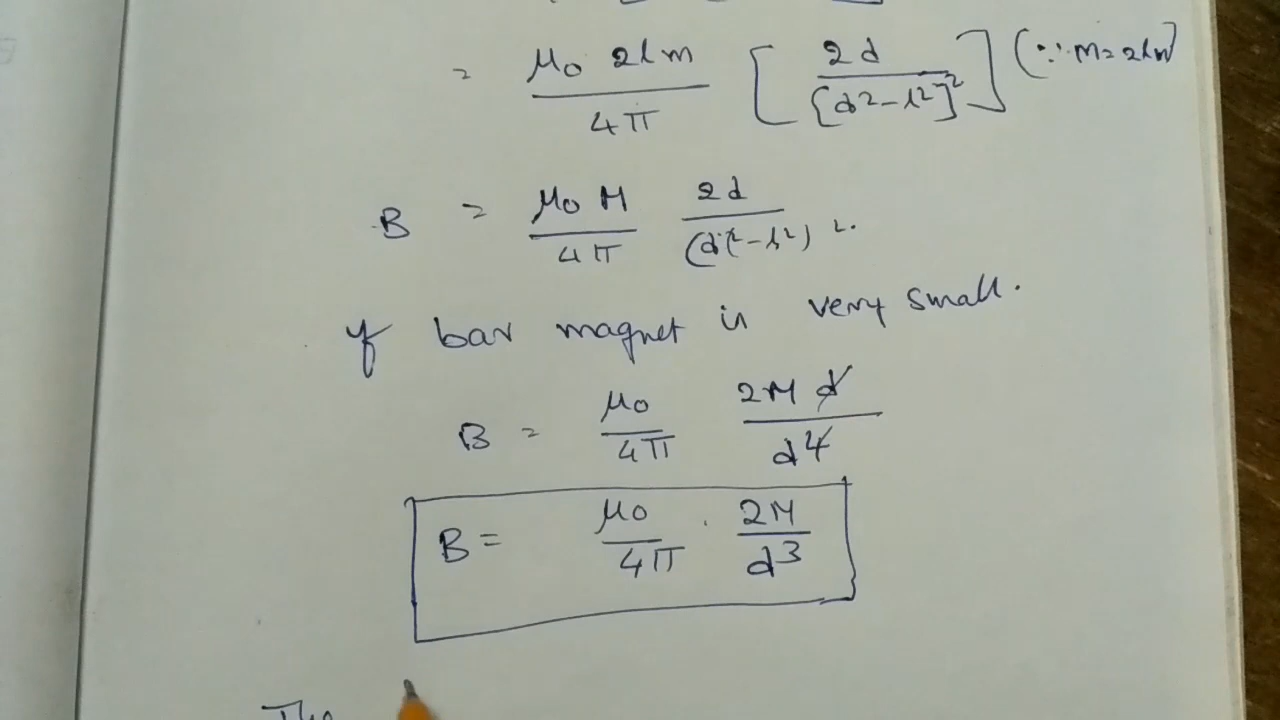 = μ₀ 2lm / 4π [ 2d / [d² - l²]² ] (∵ M = 2lm)
B = μ₀ M / 4π 2d / (d² - l²)².
If bar magnet is very small.
B = μ₀ / 4π 2M d / d⁴
B = μ₀ / 4π . 2M / d³
The